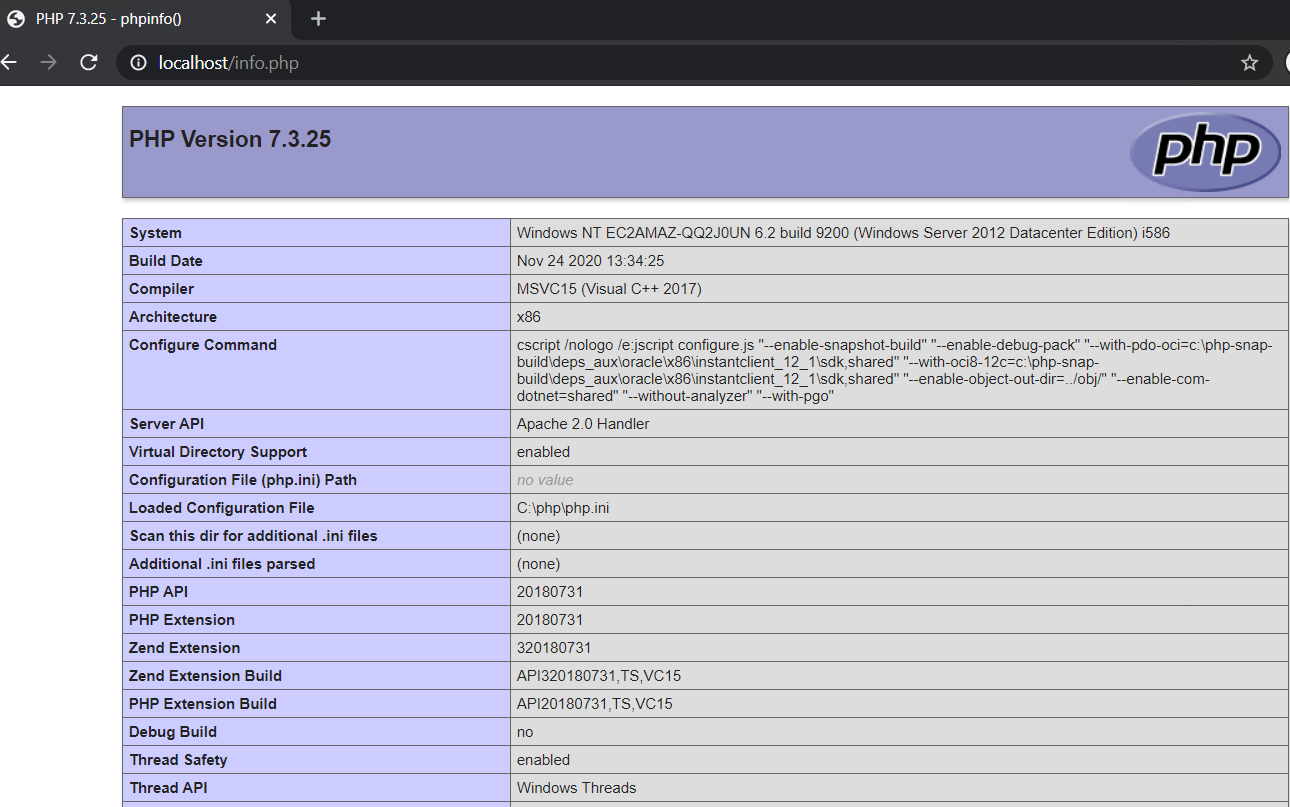 PHP 7.3.25 - phpinfo()
localhost/info.php
PHP Version 7.3.25
php
System Windows NT EC2AMAZ-QQ2J0UN 6.2 build 9200 (Windows Server 2012 Datacenter Edition) i586
Build Date Nov 24 2020 13:34:25
Compiler MSVC15 (Visual C++ 2017)
Architecture x86
Configure Command cscript /nologo /e:jscript configure.js "--enable-snapshot-build" "--enable-debug-pack" "--with-pdo-oci=c:\php-snap-
build\deps_aux\oracle\x86\instantclient_12_1\sdk,shared" "--with-oci8-12c=c:\php-snap-
build\deps_aux\oracle\x86\instantclient_12_1\sdk,shared" "--enable-object-out-dir=../obj/" "--enable-com-
dotnet=shared" "--without-analyzer" "--with-pgo"
Server API Apache 2.0 Handler
Virtual Directory Support enabled
Configuration File (php.ini) Path no value
Loaded Configuration File C:\php\php.ini
Scan this dir for additional .ini files (none)
Additional .ini files parsed (none)
PHP API 20180731
PHP Extension 20180731
Zend Extension 320180731
Zend Extension Build API320180731,TS,VC15
PHP Extension Build API20180731,TS,VC15
Debug Build no
Thread Safety enabled
Thread API Windows Threads